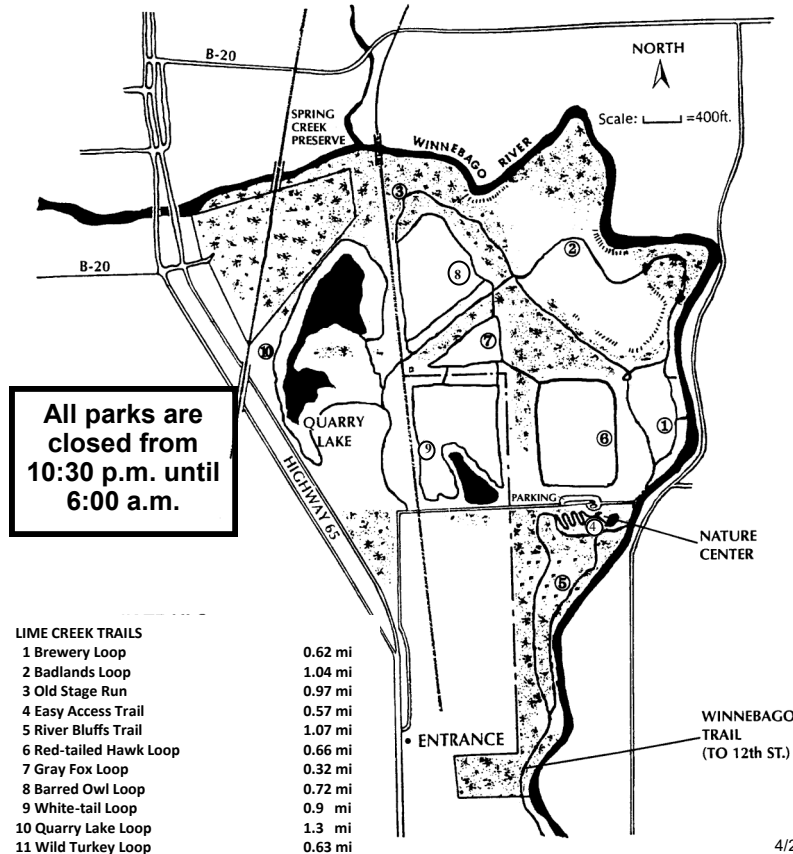 B-20
NORTH
SPRING
CREEK
PRESERVE
WINNEBAGO RIVER
Scale: =400ft.
3
2
B-20
8
7
10
All parks are
closed from
10:30 p.m. until
6:00 a.m.
QUARRY
LAKE
9
6
1
HIGHWAY 65
PARKING
4
NATURE
CENTER
5
LIME CREEK TRAILS
1 Brewery Loop 0.62 mi
2 Badlands Loop 1.04 mi
3 Old Stage Run 0.97 mi
4 Easy Access Trail 0.57 mi
5 River Bluffs Trail 1.07 mi
6 Red-tailed Hawk Loop 0.66 mi
7 Gray Fox Loop 0.32 mi
8 Barred Owl Loop 0.72 mi
9 White-tail Loop 0.9 mi
10 Quarry Lake Loop 1.3 mi
11 Wild Turkey Loop 0.63 mi
• ENTRANCE
WINNEBAGO
TRAIL
(TO 12th ST.)
4/2